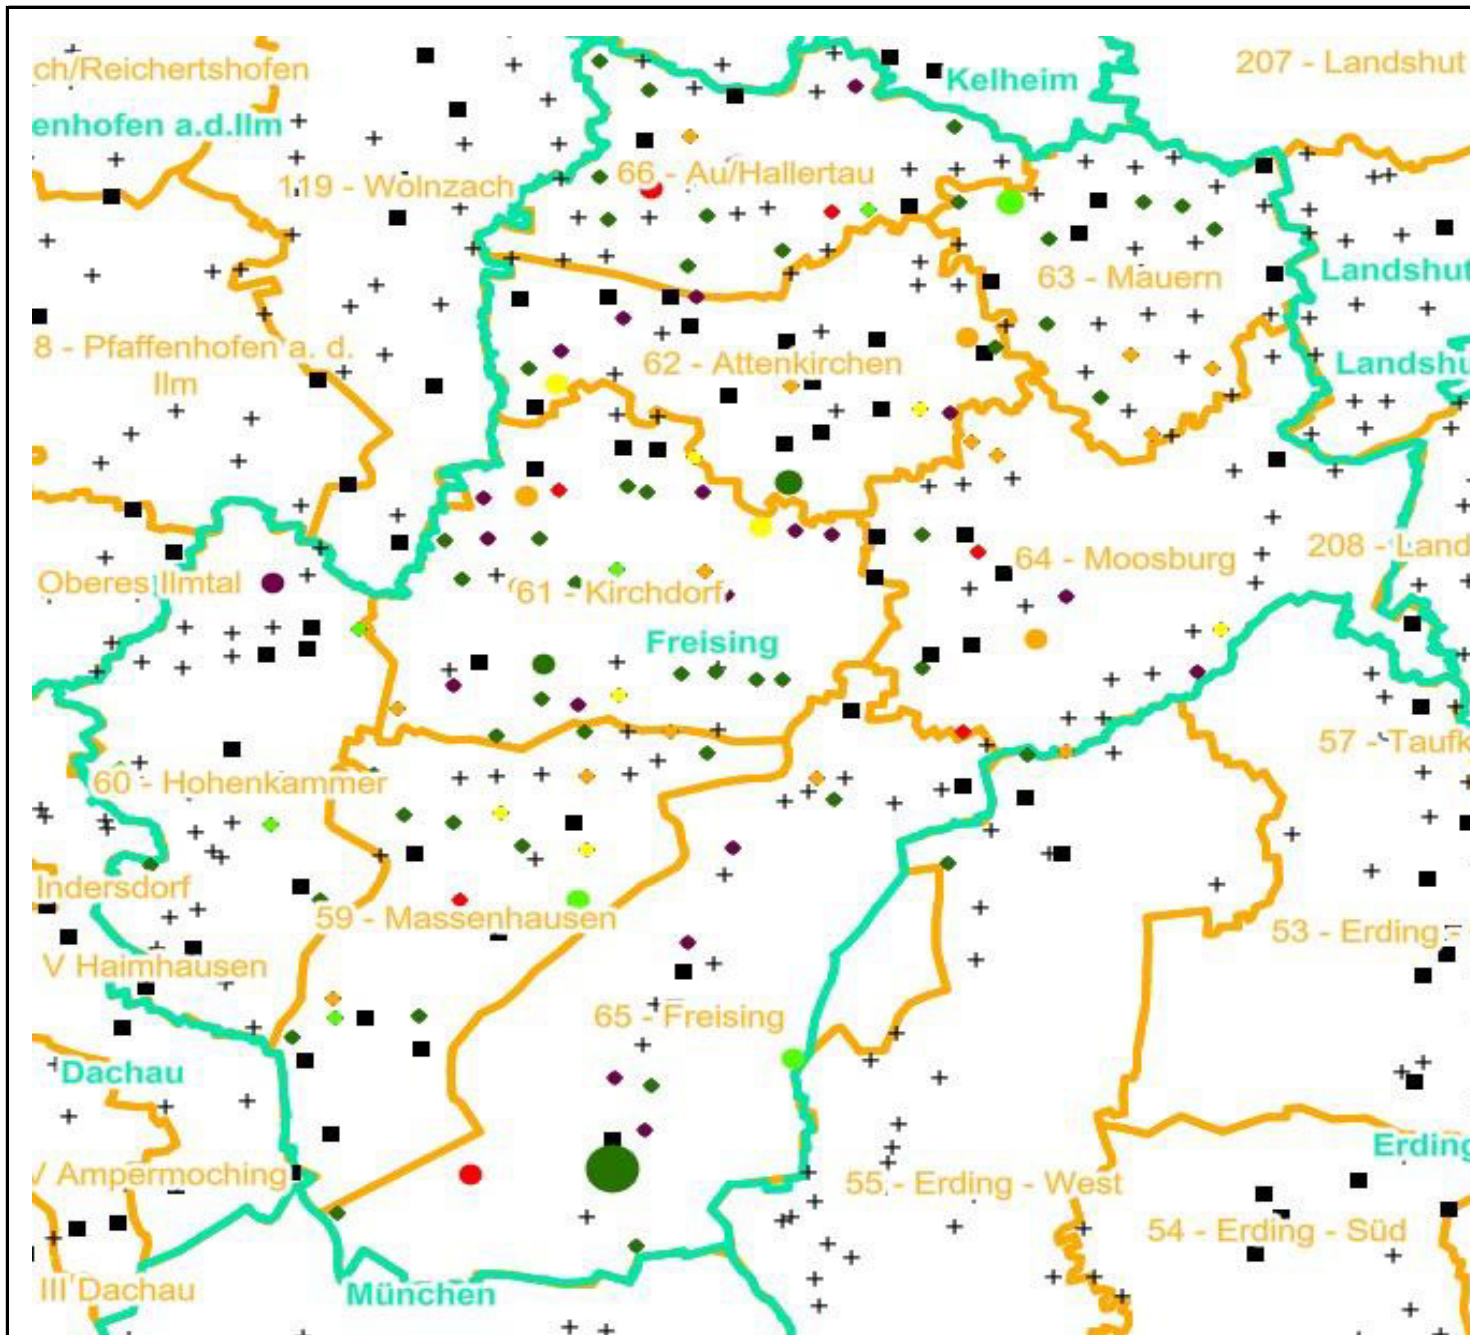 ch/Reichertshofen
Kelheim
207 - Landshut
enhofen a.d.Ilm
119 - Wolnzach
66 - Au/Hallertau
63 - Mauern
Landshut
8 - Pfaffenhofen a. d.
Ilm
62 - Attenkirchen
Landshu
Oberes Ilmtal
61 - Kirchdorf
64 - Moosburg
208 - Land
Freising
57 - Taufk
60 - Hohenkammer
Indersdorf
59 - Massenhausen
53 - Erding -
V Haimhausen
65 - Freising
Dachau
Erding
V Ampermoching
55 - Erding - West
54 - Erding - Süd
III Dachau
München